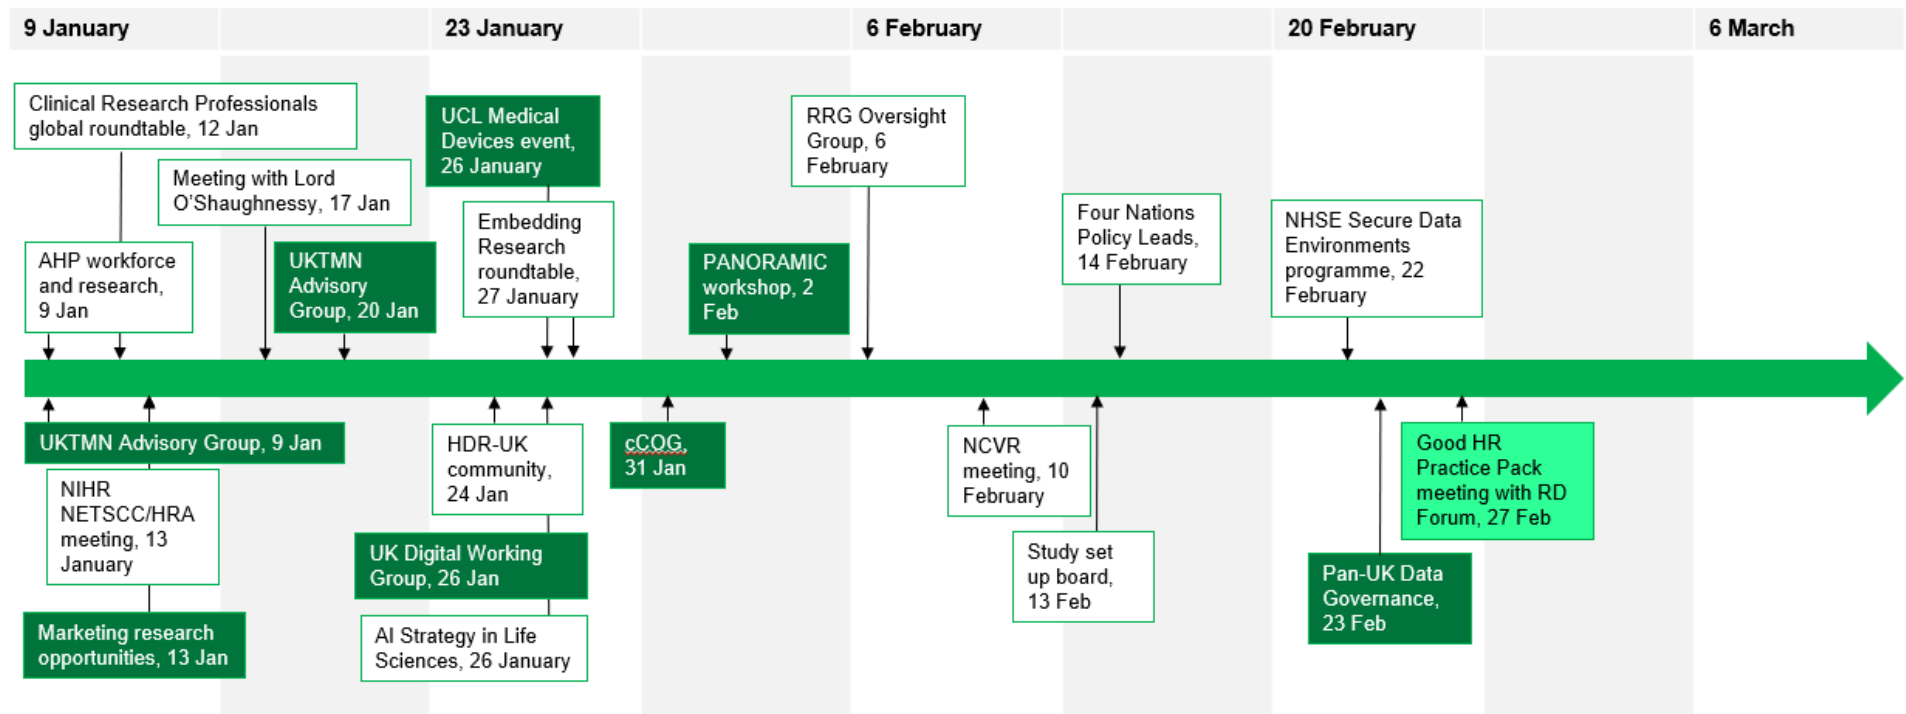 9 January
23 January
6 February
20 February
6 March
Clinical Research Professionals
global roundtable, 12 Jan
Meeting with Lord
O'Shaughnessy, 17 Jan
AHP workforce
and research,
9 Jan
UKTMN
Advisory
Group, 20 Jan
UCL Medical
Devices event,
26 January
Embedding
Research
roundtable,
27 January
PANORAMIC
workshop, 2
Feb
RRG Oversight
Group, 6
February
Four Nations
Policy Leads,
14 February
NHSE Secure Data
Environments
programme, 22
February
UKTMN Advisory Group, 9 Jan
NIHR
NETSCC/HRA
meeting, 13
January
Marketing research
opportunities, 13 Jan
HDR-UK
community,
24 Jan
UK Digital Working
Group, 26 Jan
AI Strategy in Life
Sciences, 26 January
cCOG,
31 Jan
NCVR
meeting, 10
February
Study set
up board,
13 Feb
Pan-UK Data
Governance,
23 Feb
Good HR
Practice Pack
meeting with RD
Forum, 27 Feb